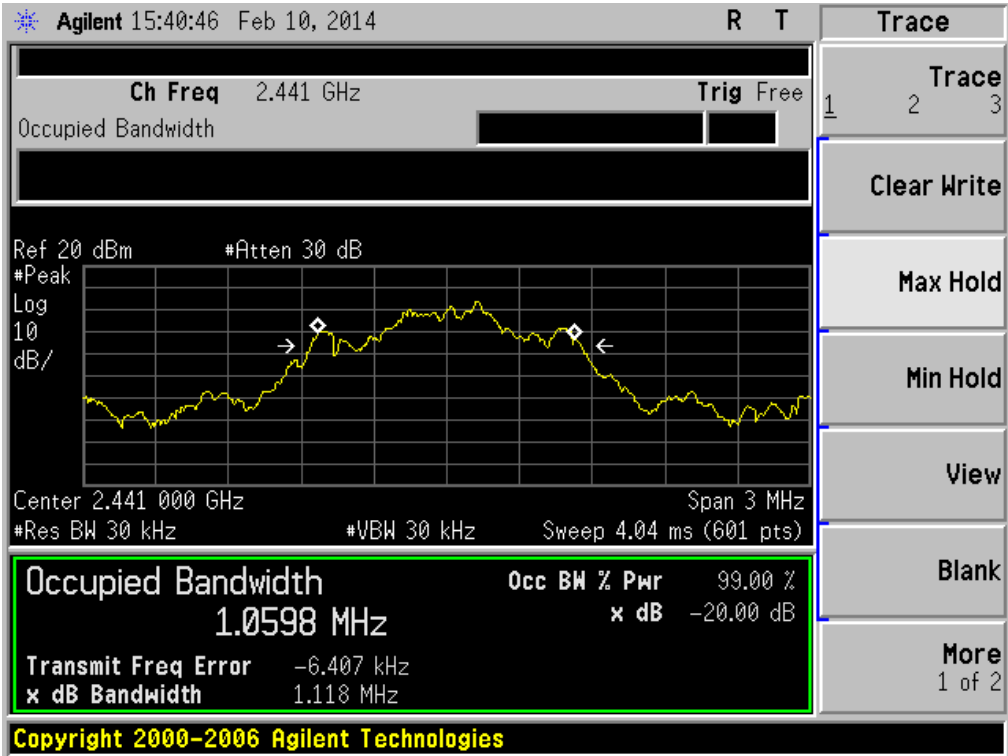 Agilent 15:40:46 Feb 10, 2014 R T
Trace
Ch Freq 2.441 GHz Trig Free
Occupied Bandwidth
Ref 20 dBm #Atten 30 dB
#Peak
Log
10
dB/
Center 2.441 000 GHz Span 3 MHz
#Res BW 30 kHz #VBW 30 kHz Sweep 4.04 ms (601 pts)
Occupied Bandwidth
1.0598 MHz
Occ BW % Pwr 99.00 %
x dB -20.00 dB
Transmit Freq Error -6.407 kHz
x dB Bandwidth 1.118 MHz
Copyright 2000-2006 Agilent Technologies
Trace
1 2 3
Clear Write
Max Hold
Min Hold
View
Blank
More
1 of 2